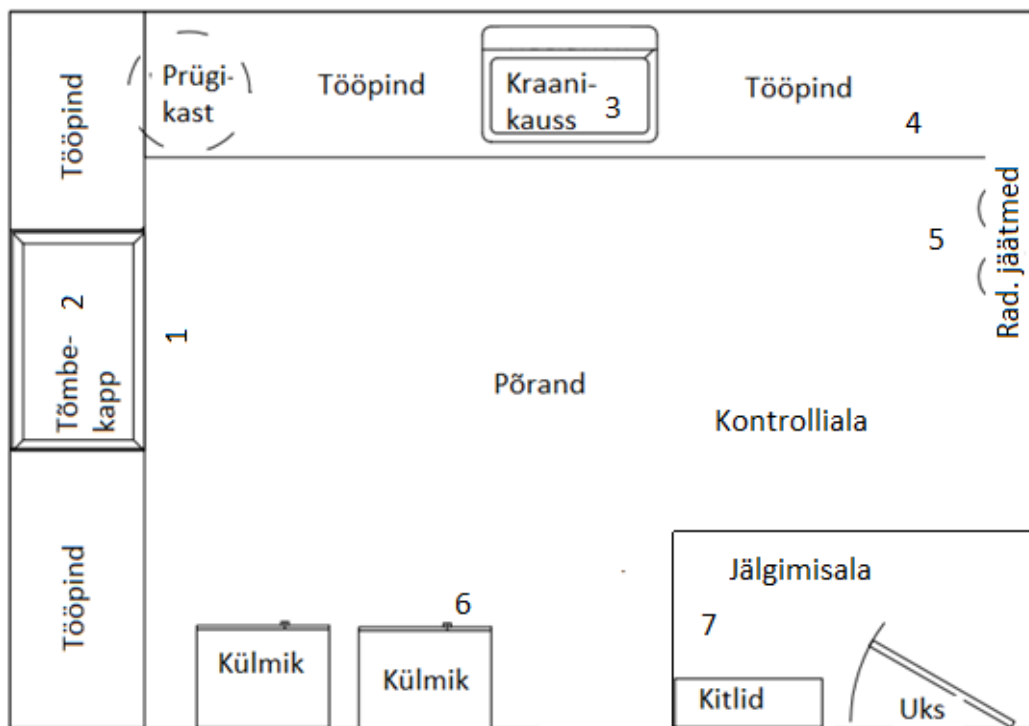 Tööpind
Prügi-
kast
Tööpind
Kraani-
kauss
3
Tööpind
4
5
Rad. jäätmed
2
Tõmbe-
kapp
1
Põrand
Kontrolliala
Tööpind
6
Külmik
Külmik
Jälgimisala
7
Kitlid
Uks